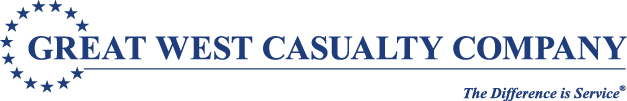 GREAT WEST CASUALTY COMPANY
The Difference is Service®